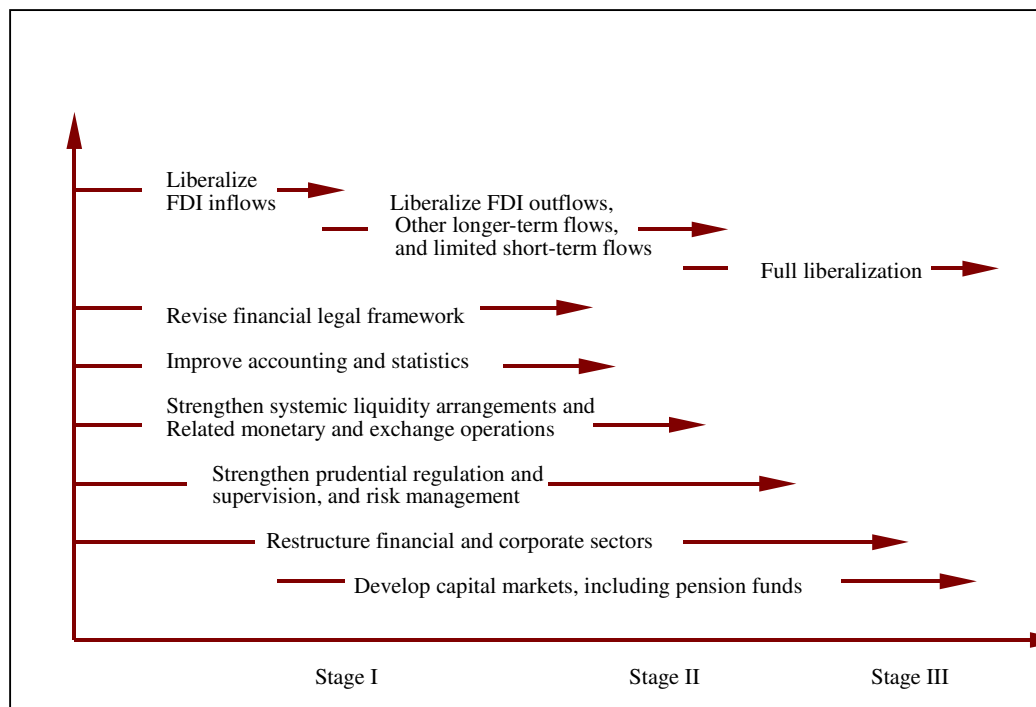 Liberalize
FDI inflows
Liberalize FDI outflows,
Other longer-term flows,
and limited short-term flows
Full liberalization
Revise financial legal framework
Improve accounting and statistics
Strengthen systemic liquidity arrangements and
Related monetary and exchange operations
Strengthen prudential regulation and
supervision, and risk management
Restructure financial and corporate sectors
Develop capital markets, including pension funds
Stage I
Stage II
Stage III